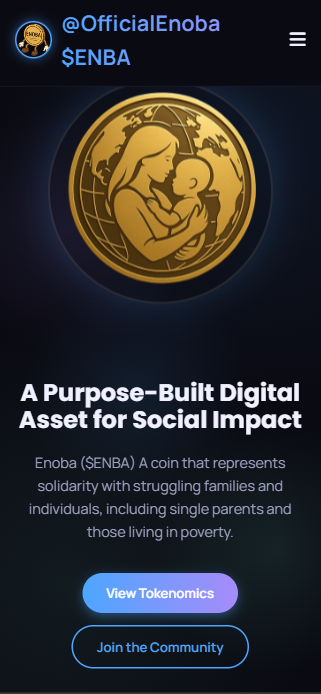 @OfficialEnoba
$ENBA
A Purpose-Built Digital
Asset for Social Impact
Enoba ($ENBA) A coin that represents
solidarity with struggling families and
individuals, including single parents and
those living in poverty.
View Tokenomics
Join the Community